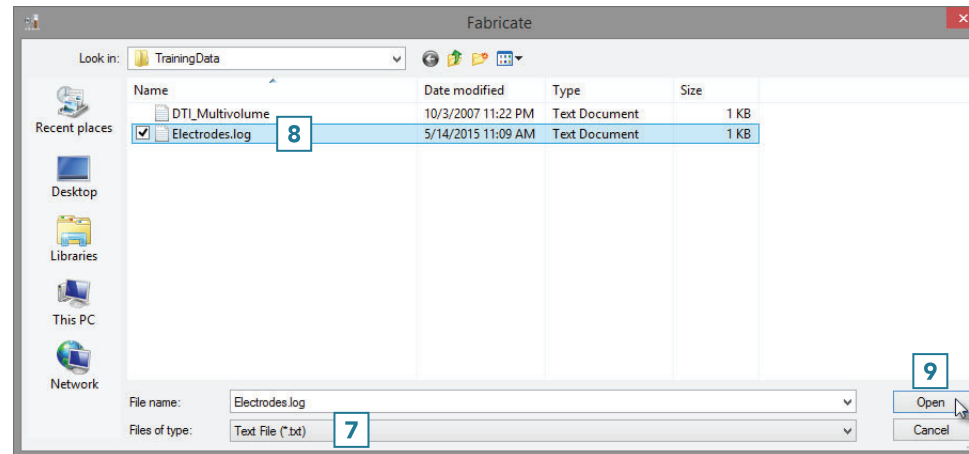 Fabricate
Look in: TrainingData
Name Date modified Type Size
DTI_Multivolume 10/3/2007 11:22 PM Text Document 1 KB
Electrodes.log 8 5/14/2015 11:09 AM Text Document 1 KB
Recent places
Desktop
Libraries
This PC
Network
9
File name: Electrodes.log Open
Files of type: Text File (*.txt) 7 Cancel